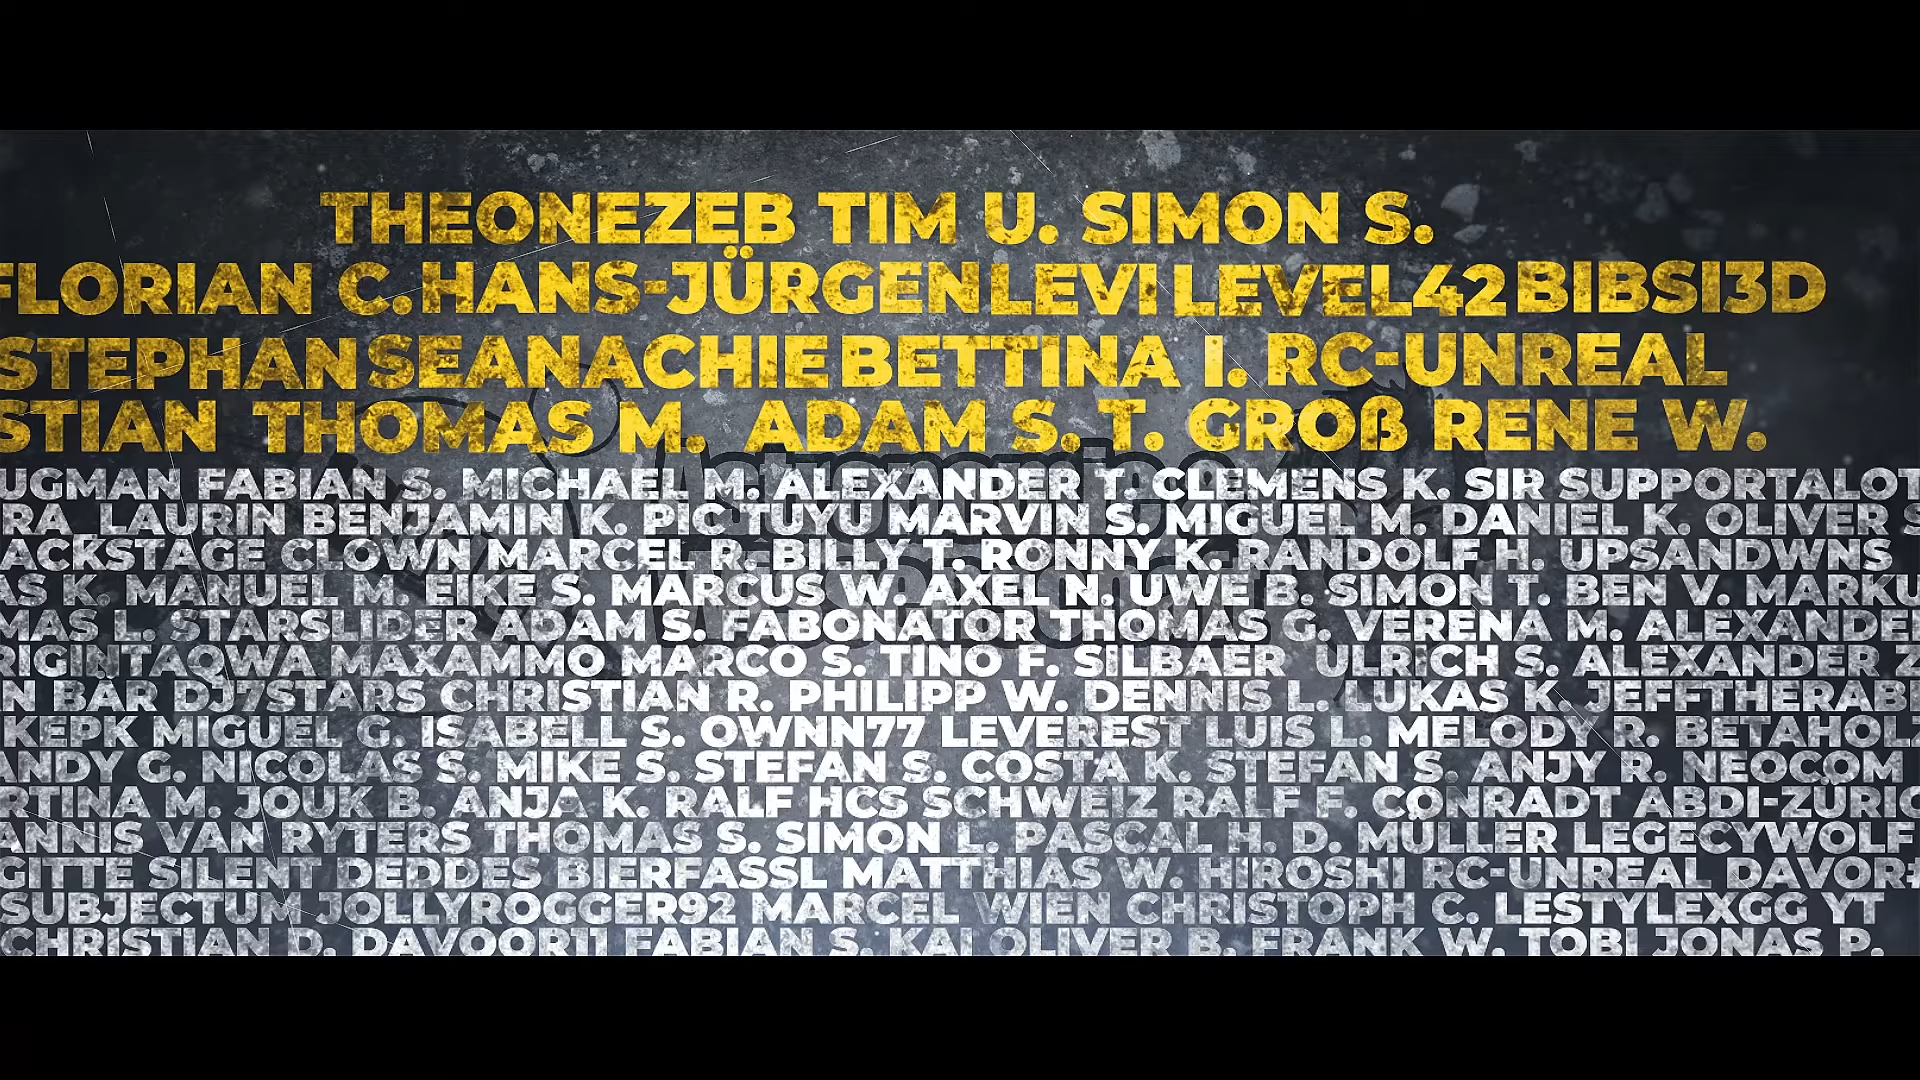 THEONEZEB TIM U. SIMON S.
FLORIAN C. HANS-JÜRGEN LEVI LEVEL42 BIBSI3D
STEPHAN SEANACHIE BETTINA I. RC-UNREAL
STIAN THOMAS M. ADAM S. T. GROß RENE W.
UGMAN FABIAN S. MICHAEL M. ALEXANDER T. CLEMENS K. SIR SUPPORTALOT
RA_LAURIN BENJAMIN K. PIC TUYU MARVIN S. MIGUEL M. DANIEL K. OLIVER S
ACKSTAGE CLOWN MARCEL R. BILLY T. RONNY K. RANDOLF H. UPSANDWNS
AS K. MANUEL M. EIKE S. MARCUS W. AXEL N. UWE B. SIMON T. BEN V. MARKU
MAS L. STARSLIDER ADAM S. FABONATOR THOMAS G. VERENA M. ALEXANDER
RIGINTAQWA MAXAMMO MARCO S. TINO F. SILBAER ULRICH S. ALEXANDER Z
N BÄR DJ7STARS CHRISTIAN R. PHILIPP W. DENNIS L. LUKAS K. JEFFTHERABB
KEPK MIGUEL G. ISABELL S. OWNN77 LEVEREST LUIS L. MELODY R. BETAHOLZ
ANDY G. NICOLAS S. MIKE S. STEFAN S. COSTA K. STEFAN S. ANJY R. NEOCOM
RTINA M. JOUK B. ANJA K. RALF HCS SCHWEIZ RALF F. CONRADT ABDI-ZÜRIC
ANNIS VAN RYTERS THOMAS S. SIMON L. PASCAL H. D. MÜLLER LEGECYWOLF
GITTE SILENT DEDDES BIERFASSL MATTHIAS W. HIROSHI RC-UNREAL DAVOR#
SUBJECTUM JOLLYROGGER92 MARCEL WIEN CHRISTOPH C. LESTYLEXGG YT
CHRISTIAN D. DAVOOR11 FABIAN S. KAI OLIVER B. FRANK W. TOBI JONAS P.